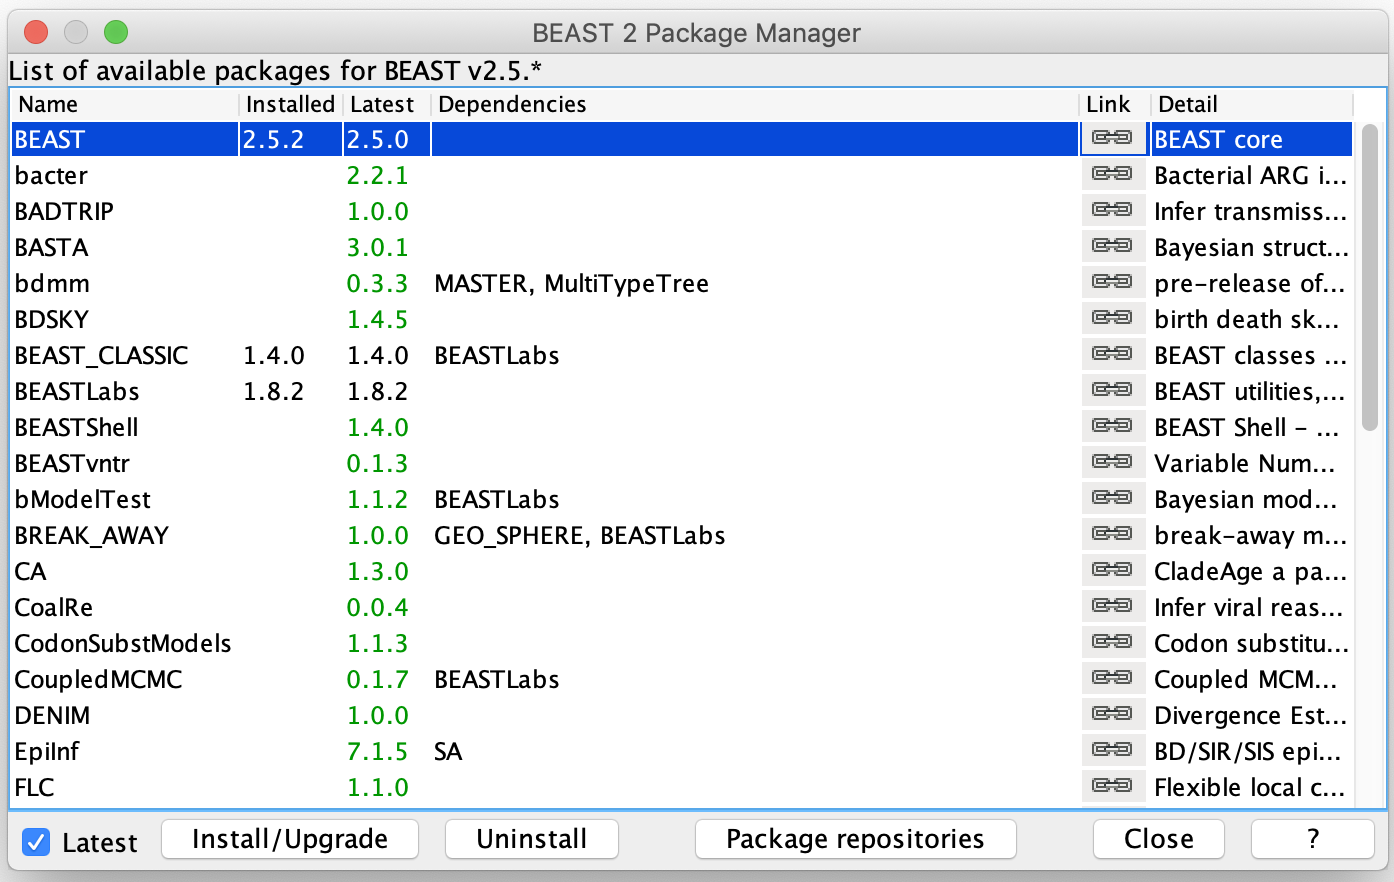 BEAST 2 Package Manager
List of available packages for BEAST v2.5.*
Name Installed Latest Dependencies Link Detail
BEAST 2.5.2 2.5.0 BEAST core
bacter 2.2.1 Bacterial ARG i...
BADTRIP 1.0.0 Infer transmiss...
BASTA 3.0.1 Bayesian struct...
bdmm 0.3.3 MASTER, MultiTypeTree pre-release of...
BDSKY 1.4.5 birth death sk...
BEAST_CLASSIC 1.4.0 1.4.0 BEASTLabs BEAST classes ...
BEASTLabs 1.8.2 1.8.2 BEAST utilities,...
BEASTShell 1.4.0 BEAST Shell - ...
BEASTvntr 0.1.3 Variable Num...
bModelTest 1.1.2 BEASTLabs Bayesian mod...
BREAK_AWAY 1.0.0 GEO_SPHERE, BEASTLabs break-away m...
CA 1.3.0 CladeAge a pa...
CoalRe 0.0.4 Infer viral reas...
CodonSubstModels 1.1.3 Codon substitu...
CoupledMCMC 0.1.7 BEASTLabs Coupled MCM...
DENIM 1.0.0 Divergence Est...
EpiInf 7.1.5 SA BD/SIR/SIS epi...
FLC 1.1.0 Flexible local c...
Latest Install/Upgrade Uninstall Package repositories Close ?